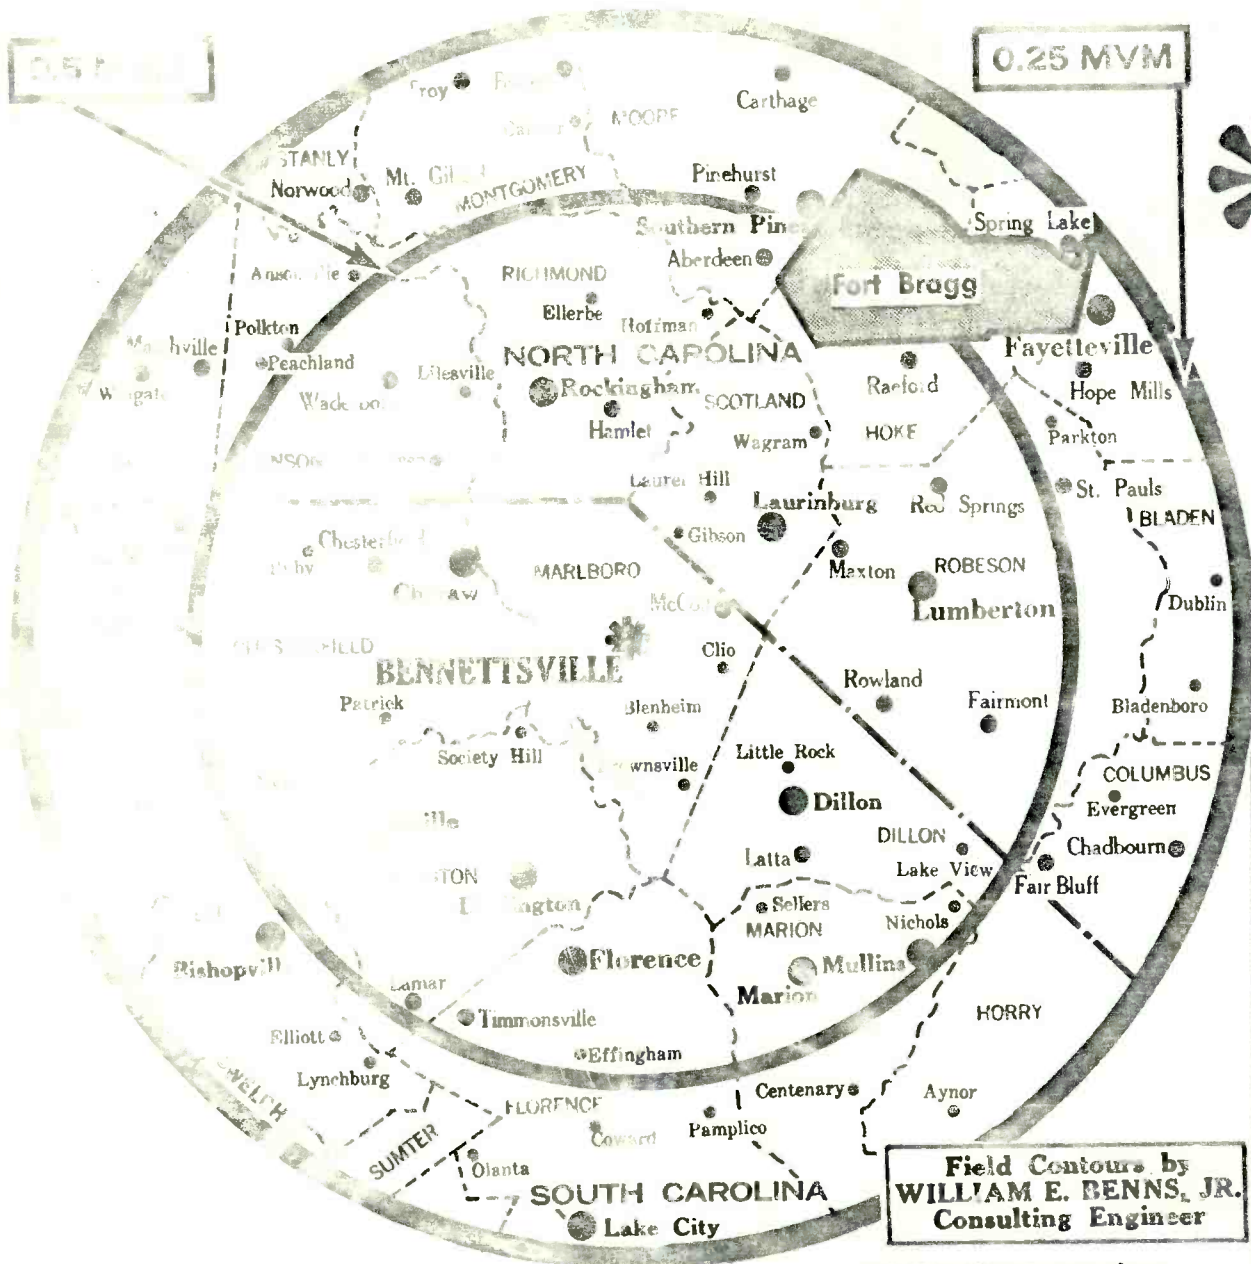 0.5
0.25 MVM
Carthage
MOORE
STANLY
Norwood
MONTGOMERY
Pinehurst
Southern
Spring Lake
Aberdeen
RICHMOND
Fort Bragg
Ellerbe
Hoffman
Polkton
Peachland
NORTH CAROLINA
Fayetteville
Lilesville
Rockingham
Raeford
Hope Mills
SCOTLAND
Hamlet
Wagram
HOKE
Parkton
Laurel Hill
Laurinburg
Red Springs
St. Pauls
BLADEN
Gibson
MARLBORO
Maxton
ROBESON
Lumberton
Dublin
Clio
BENNETTSVILLE
Rowland
Patrick
Blenheim
Fairmont
Bladenboro
Society Hill
Little Rock
COLUMBUS
Evergreen
Dillon
DILLON
Latta
Lake View
Chadbourn
Fair Bluff
Sellers
Nichols
MARION
Florence
Mullins
Marion
Lamar
Timmonsville
HORRY
Elliott
Effingham
Lynchburg
Centenary
Aynor
FLORENCE
Coward
Pamplico
SUMTER
Olanta
SOUTH CAROLINA
Lake City
Field Contours by
WILLIAM E. BENNS, JR.
Consulting Engineer